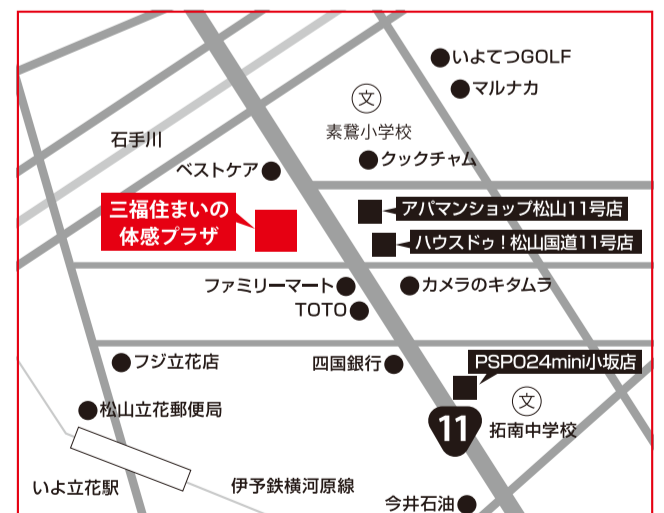 いよてつGOLF
マルナカ
文
素鵞小学校
石手川
クックチャム
ベストケア
三福住まいの
体感プラザ
アパマンショップ松山11号店
ハウスドゥ！松山国道11号店
ファミリーマート
カメラのキタムラ
TOTO
フジ立花店
四国銀行
PSPO24mini小坂店
文
松山立花郵便局
11
拓南中学校
いよ立花駅
伊予鉄横河原線
今井石油